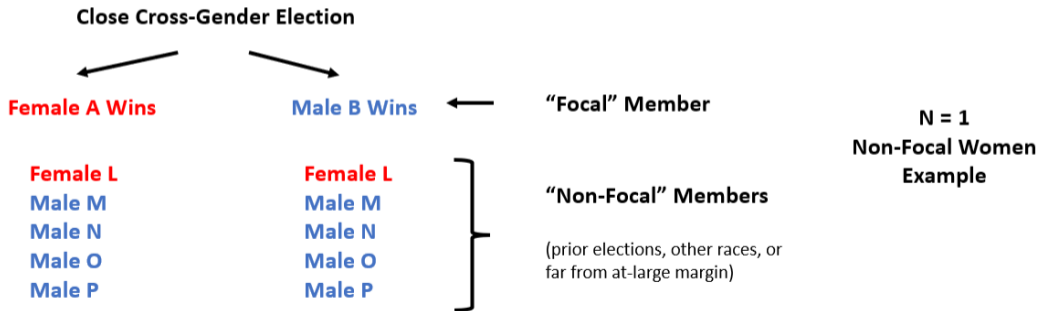 Close Cross-Gender Election
Female A Wins
Male B Wins
“Focal” Member
N = 1
Non-Focal Women
Example
Female L
Male M
Male N
Male O
Male P
Female L
Male M
Male N
Male O
Male P
“Non-Focal” Members
(prior elections, other races, or
far from at-large margin)